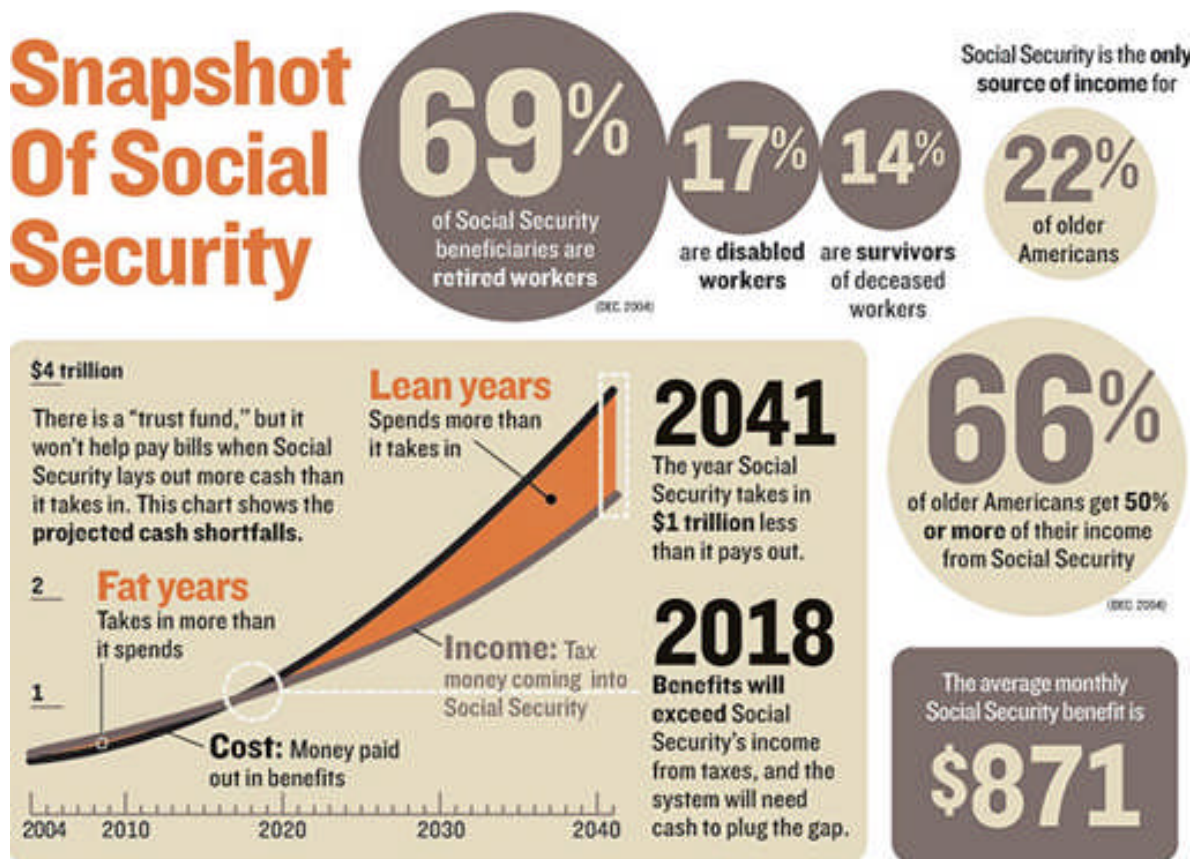 Snapshot
Of Social
Security
69%
of Social Security
beneficiaries are
retired workers
(DEC. 2004)
17%
are disabled
workers
14%
are survivors
of deceased
workers
Social Security is the only
source of income for
22%
of older
Americans
$4 trillion
There is a "trust fund," but it
won't help pay bills when Social
Security lays out more cash than
it takes in. This chart shows the
projected cash shortfalls.
Lean years
Spends more than
it takes in
2
Fat years
Takes in more than
it spends
1
Income: Tax
money coming into
Social Security
Cost: Money paid
out in benefits
2004
2010
2020
2030
2040
2041
The year Social
Security takes in
$1 trillion less
than it pays out.
2018
Benefits will
exceed Social
Security's income
from taxes, and the
system will need
cash to plug the gap.
66%
of older Americans get 50%
or more of their income
from Social Security
(DEC. 2004)
The average monthly
Social Security benefit is
$871